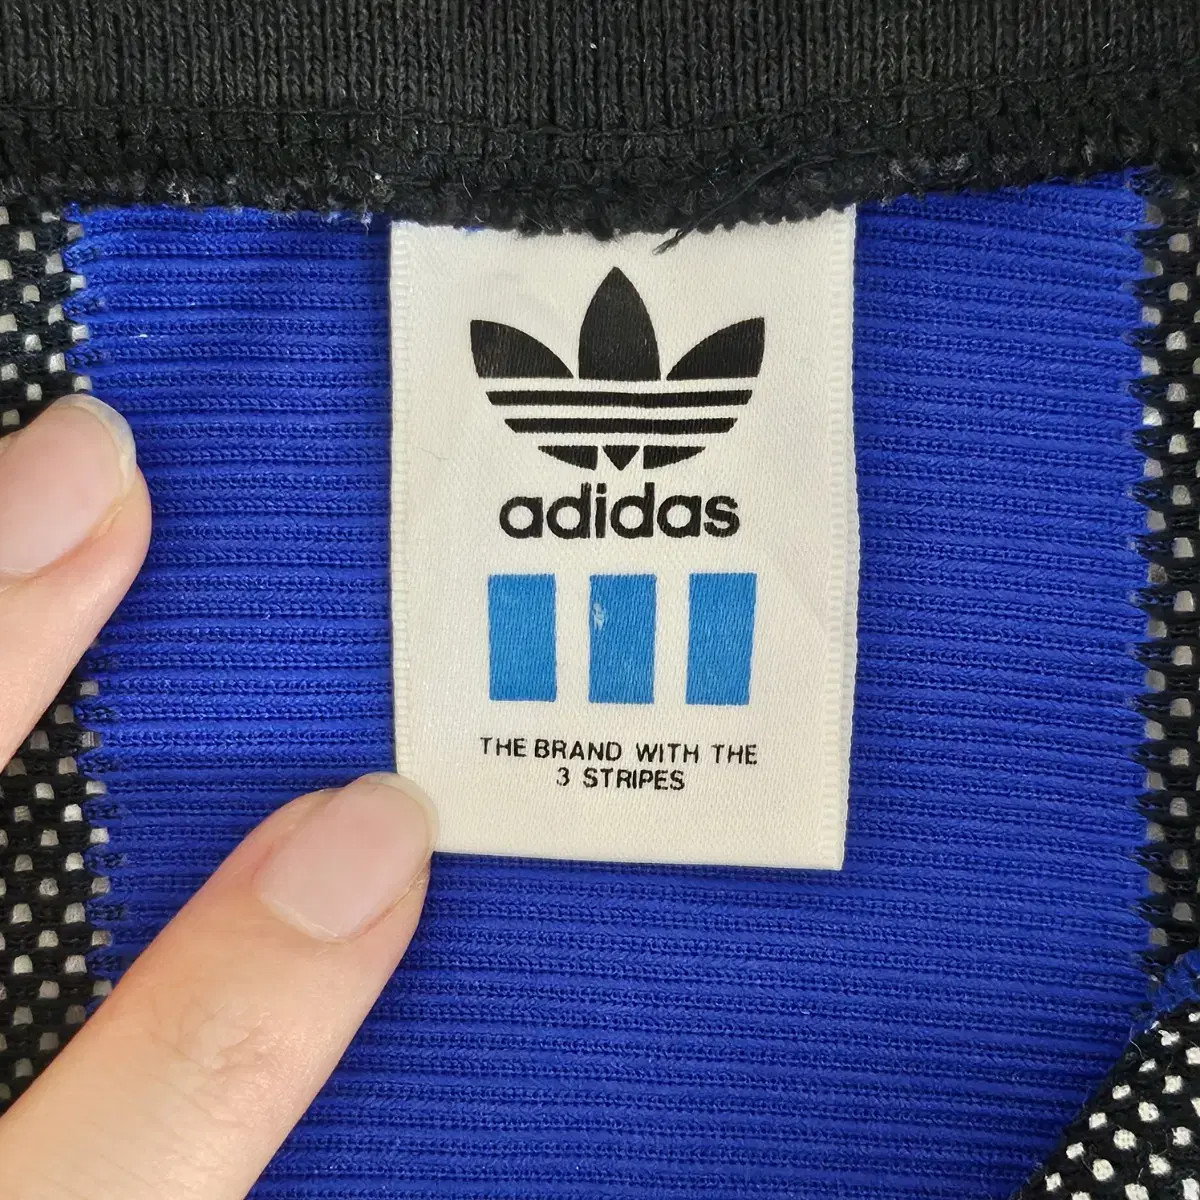 adidas
THE BRAND WITH THE
3 STRIPES